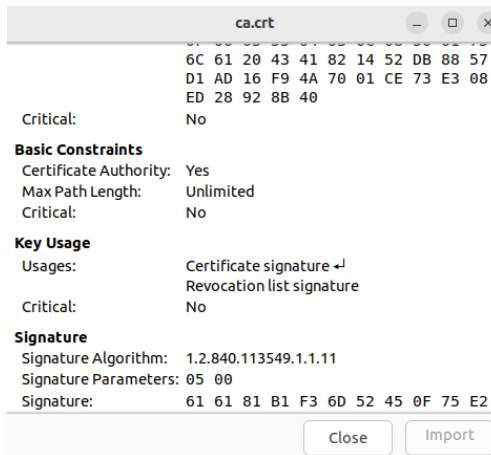 ca.crt
6C 61 20 43 41 82 14 52 DB 88 57
D1 AD 16 F9 4A 70 01 CE 73 E3 08
ED 28 92 8B 40
Critical: No
Basic Constraints
Certificate Authority: Yes
Max Path Length: Unlimited
Critical: No
Key Usage
Usages: Certificate signature ↵
Revocation list signature
Critical: No
Signature
Signature Algorithm: 1.2.840.113549.1.1.11
Signature Parameters: 05 00
Signature: 61 61 81 B1 F3 6D 52 45 0F 75 E2
Close Import